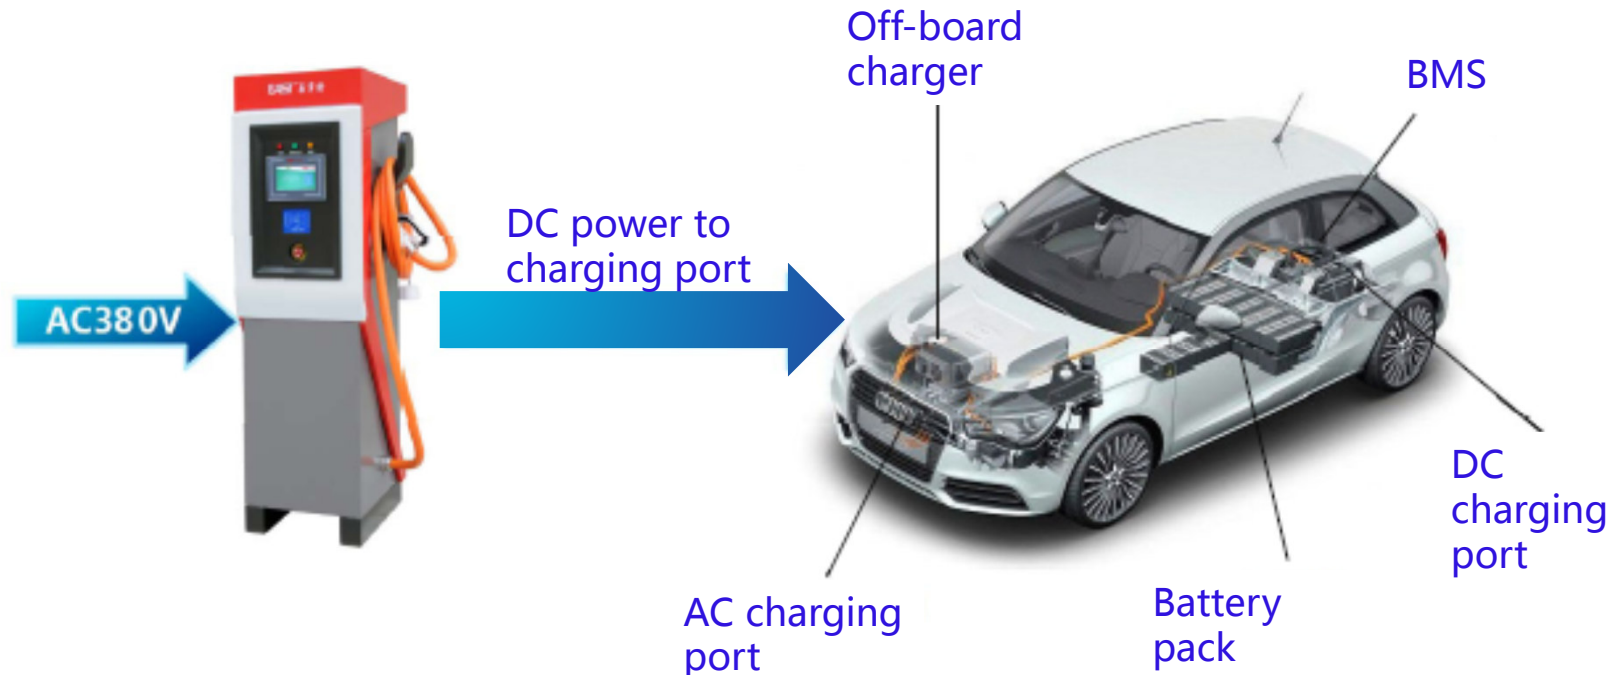 Off-board
charger
BMS
DC power to
charging port
AC380V
DC
charging
port
AC charging
port
Battery
pack